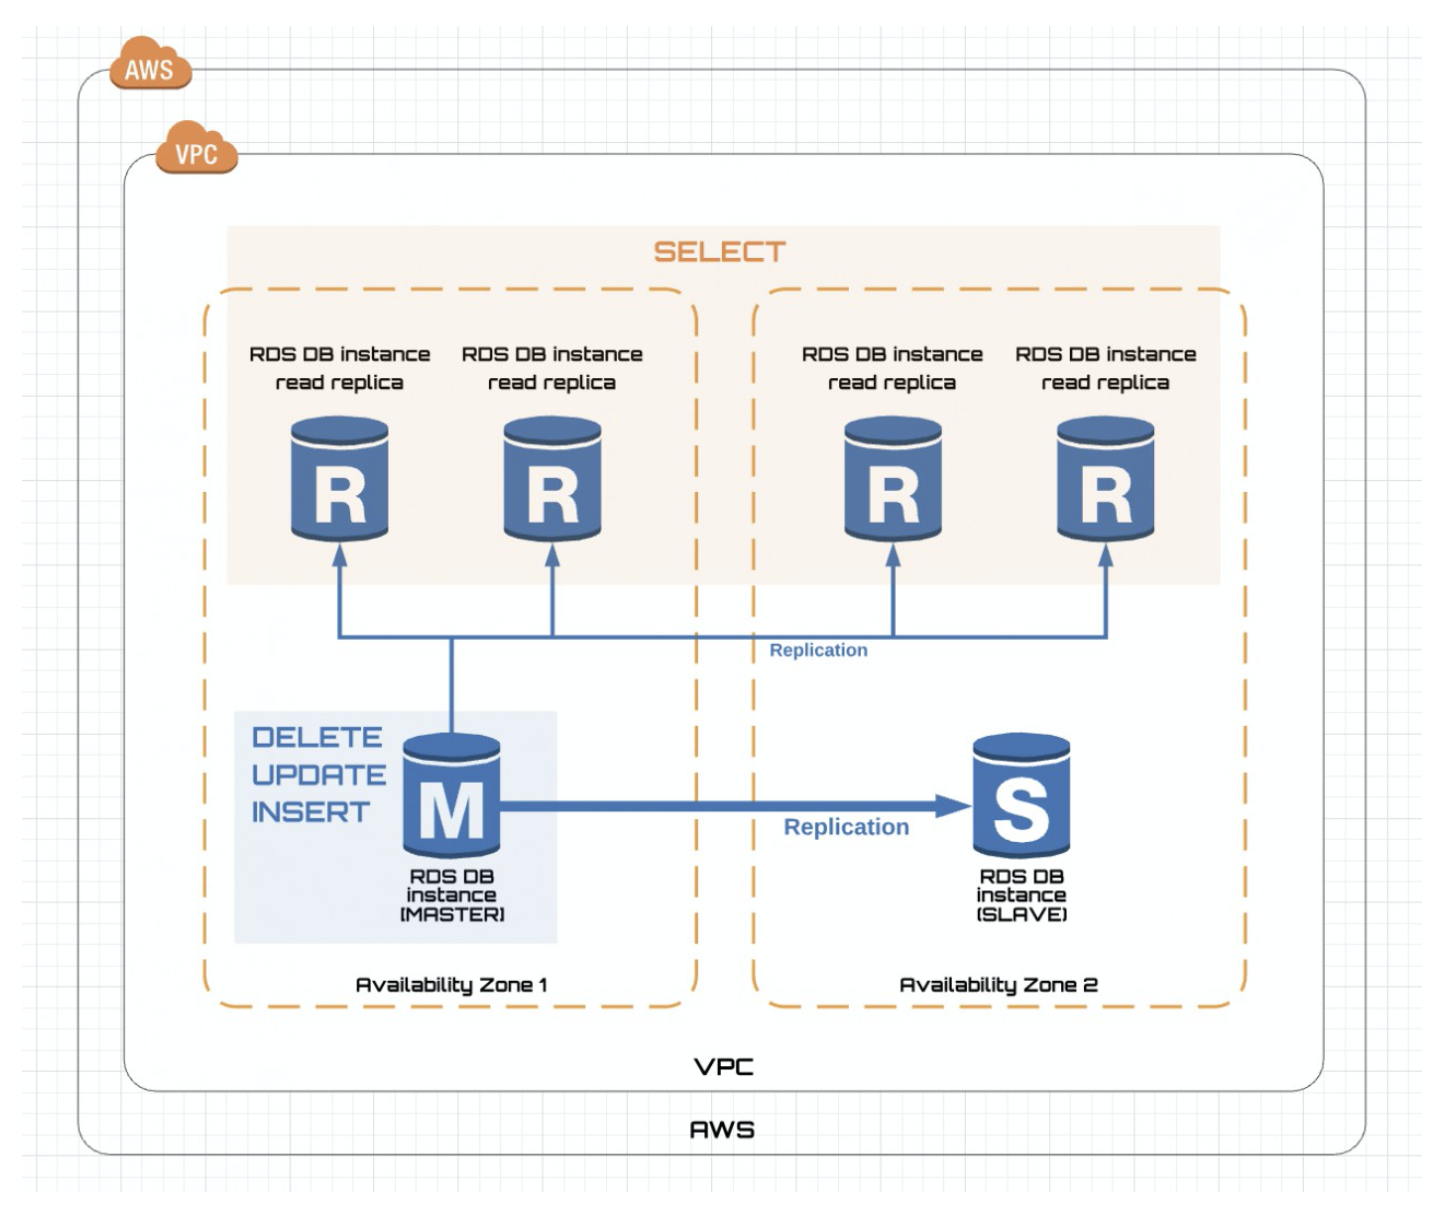 AWS
VPC
SELECT
RDS DB instance
read replica
RDS DB instance
read replica
RDS DB instance
read replica
RDS DB instance
read replica
R
R
R
R
Replication
DELETE
UPDATE
INSERT
M
Replication
S
RDS DB
instance
(MASTER)
RDS DB
instance
(SLAVE)
Availability Zone 1
Availability Zone 2
VPC
AWS